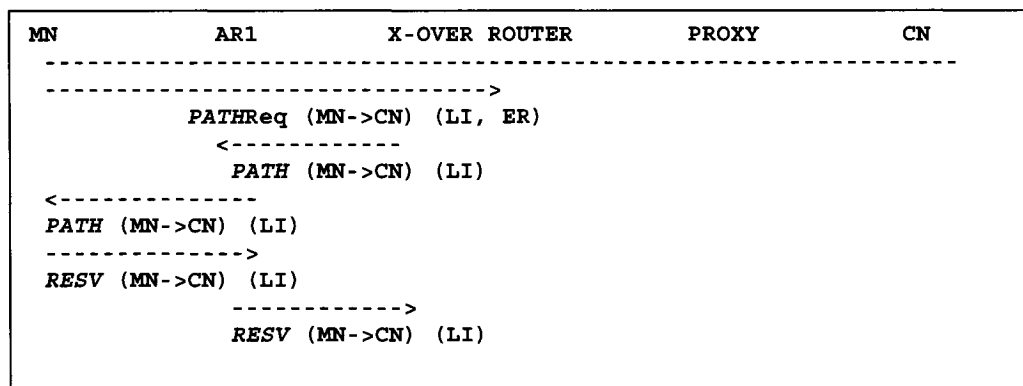 MN AR1 X-OVER ROUTER PROXY CN
----------------------------------------------------------------
------------------------------->
PATHReq (MN->CN) (LI, ER)
<------------
PATH (MN->CN) (LI)
<---------------
PATH (MN->CN) (LI)
-------------->
RESV (MN->CN) (LI)
------------>
RESV (MN->CN) (LI)